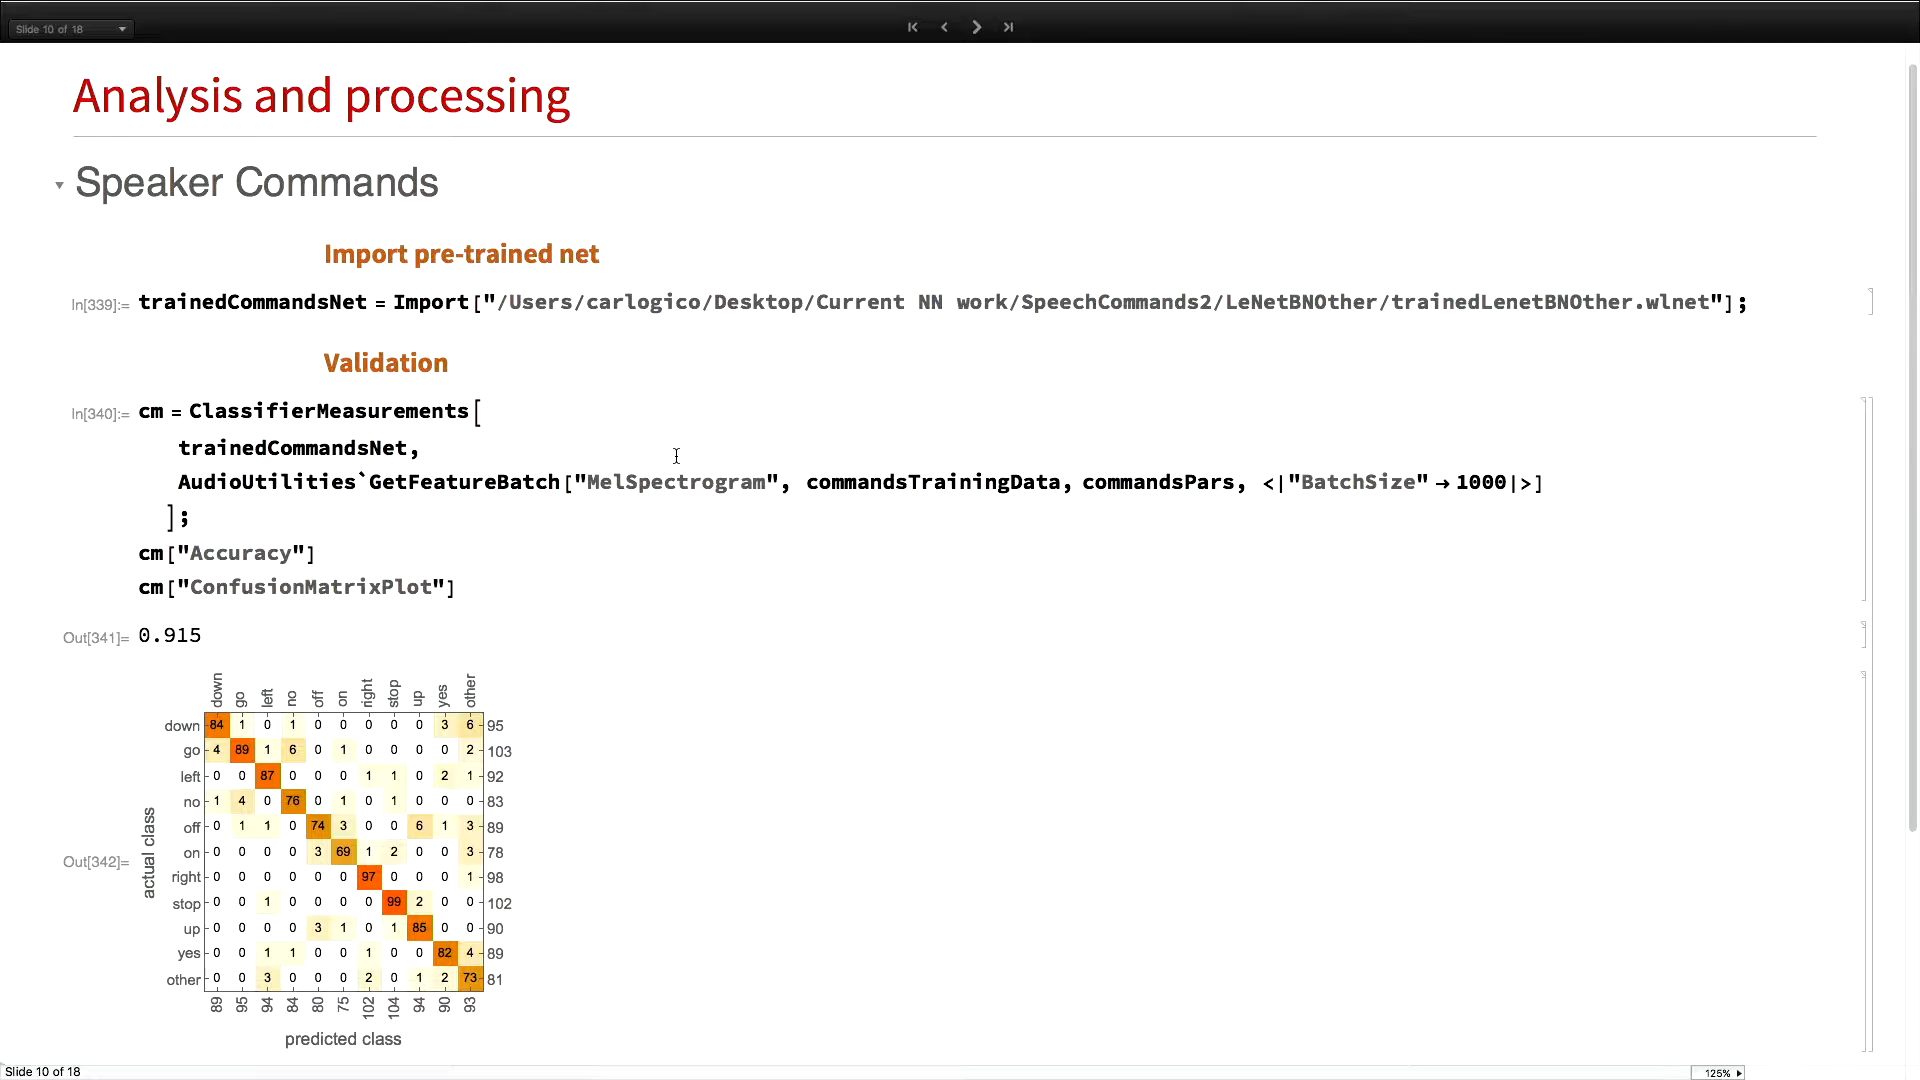 Slide 10 of 18
Analysis and processing
Speaker Commands
Import pre-trained net
In[339]:= trainedCommandsNet = Import["/Users/carlogico/Desktop/Current NN work/SpeechCommands2/LeNetBNOther/trainedLenetBNOther.wlnet"];
Validation
In[340]:= cm = ClassifierMeasurements[
trainedCommandsNet,
AudioUtilities`GetFeatureBatch["MelSpectrogram", commandsTrainingData, commandsPars, <|"BatchSize" → 1000|>]
];
cm["Accuracy"]
cm["ConfusionMatrixPlot"]
Out[341]= 0.915
Out[342]=
down go left no off on right stop up yes other
down 84 1 0 1 0 0 0 0 0 3 6 95
go 4 89 1 6 0 1 0 0 0 0 2 103
left 0 0 87 0 0 0 1 1 0 2 1 92
no 1 4 0 76 0 1 0 1 0 0 0 83
off 0 1 1 0 74 3 0 0 6 1 3 89
on 0 0 0 0 3 69 1 2 0 0 3 78
right 0 0 0 0 0 0 97 0 0 0 1 98
stop 0 0 1 0 0 0 0 99 2 0 0 102
up 0 0 0 0 3 1 0 1 85 0 0 90
yes 0 0 1 1 0 0 1 0 0 82 4 89
other 0 0 3 0 0 0 2 0 1 2 73 81
89 95 94 84 80 75 102 104 94 90 93
actual class
predicted class
Slide 10 of 18
125%